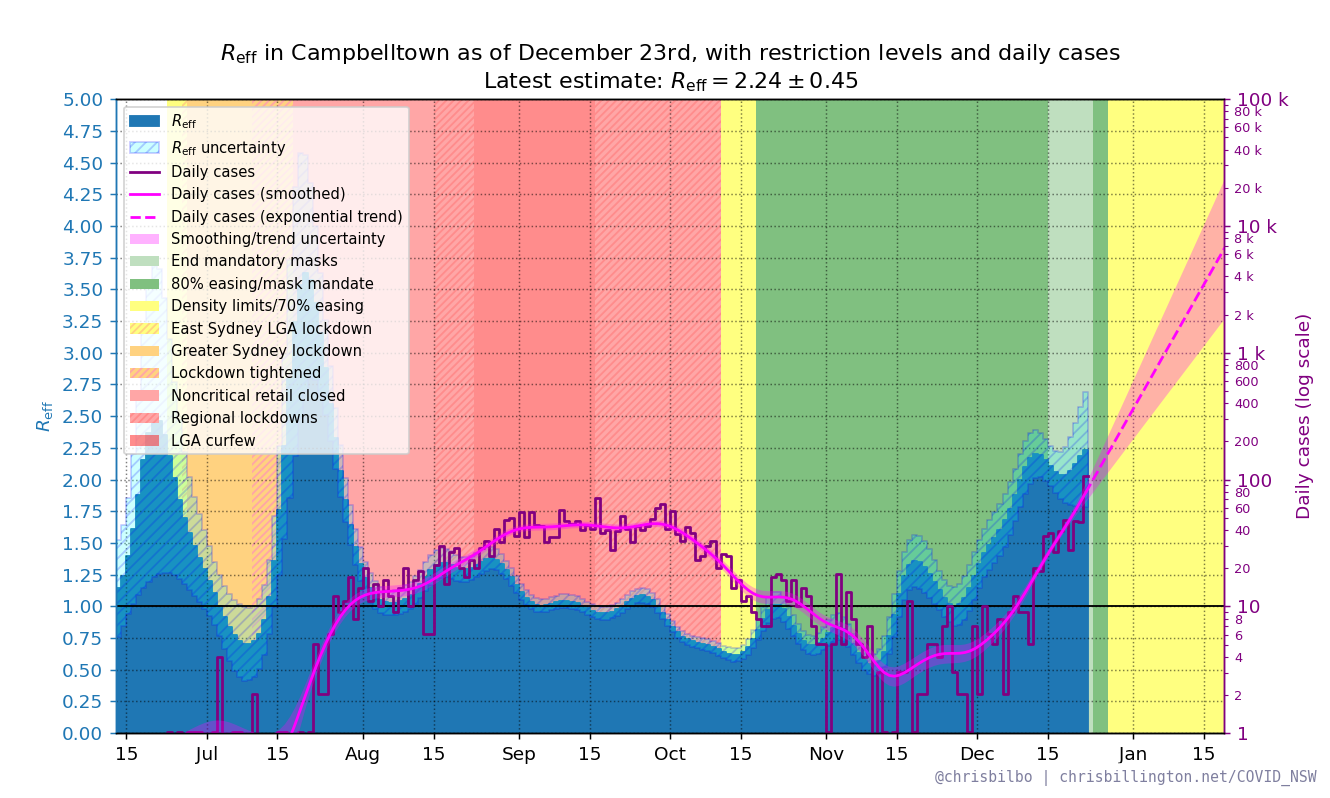 Reff in Campbelltown as of December 23rd, with restriction levels and daily cases
Latest estimate: Reff = 2.24 ± 0.45
5.00
4.75
4.50
4.25
4.00
3.75
3.50
3.25
3.00
2.75
2.50
2.25
2.00
1.75
1.50
1.25
1.00
0.75
0.50
0.25
0.00
Reff
Reff
Reff uncertainty
Daily cases
Daily cases (smoothed)
Daily cases (exponential trend)
Smoothing/trend uncertainty
End mandatory masks
80% easing/mask mandate
Density limits/70% easing
East Sydney LGA lockdown
Greater Sydney lockdown
Lockdown tightened
Noncritical retail closed
Regional lockdowns
LGA curfew
100 k
80 k
60 k
40 k
20 k
10 k
8 k
6 k
4 k
2 k
1 k
800
600
400
200
100
80
60
40
20
10
8
6
4
2
1
Daily cases (log scale)
15 Jul 15 Aug 15 Sep 15 Oct 15 Nov 15 Dec 15 Jan 15
@chrisbilbo | chrisbillington.net/COVID_NSW